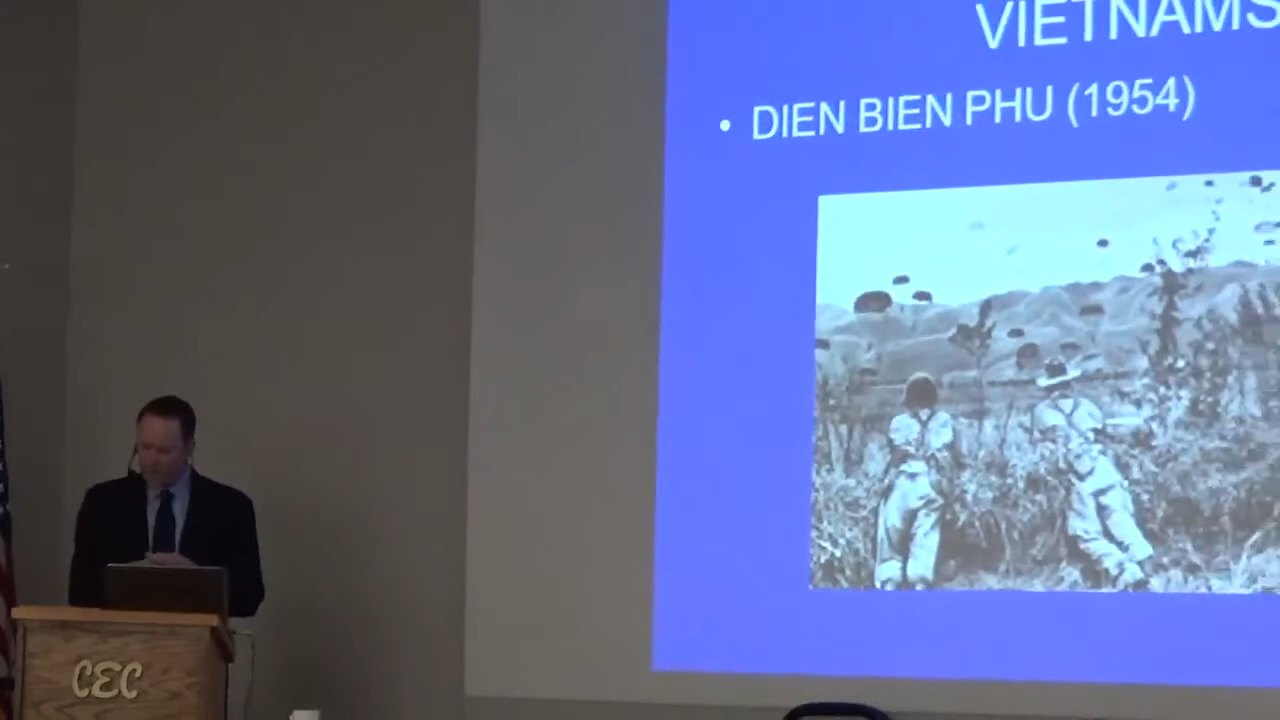 VIETNAMS
• DIEN BIEN PHU (1954)
CEC